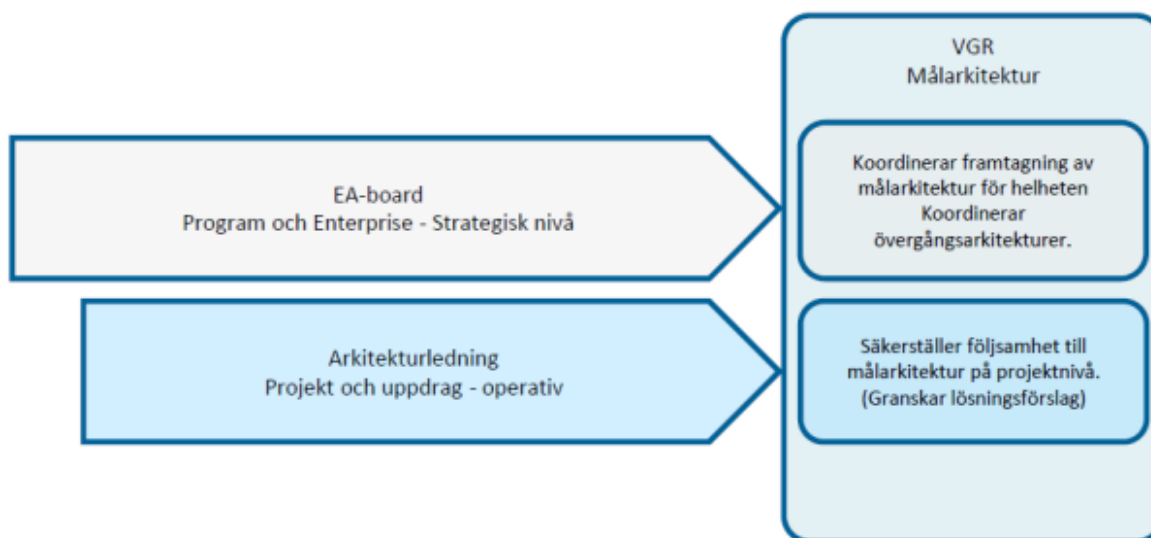 VGR
Målarkitektur
EA-board
Program och Enterprise - Strategisk nivå
Koordinerar framtagning av
målarkitektur för helheten
Koordinerar
övergångsarkitekturer.
Arkitekturledning
Projekt och uppdrag - operativ
Säkerställer följsamhet till
målarkitektur på projektnivå.
(Granskar lösningsförslag)